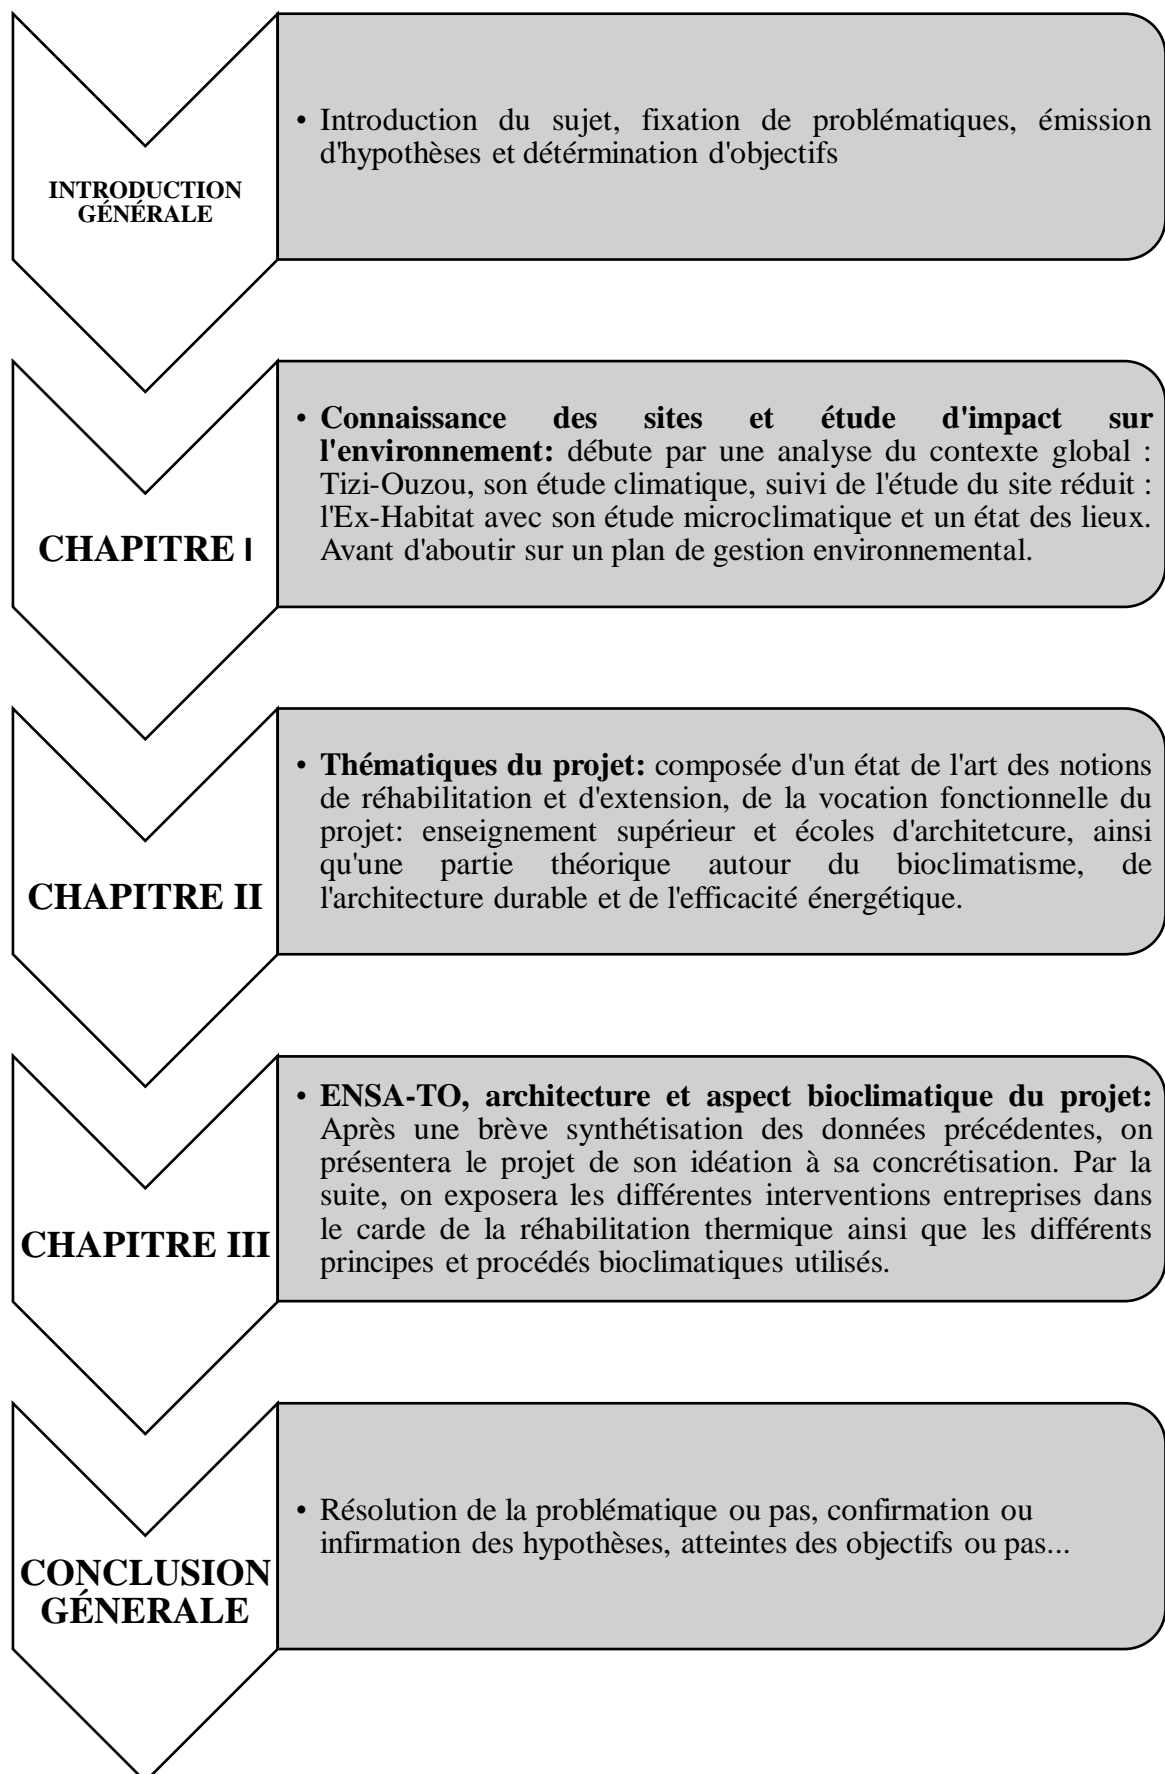 INTRODUCTION
GÉNÉRALE
• Introduction du sujet, fixation de problématiques, émission
d'hypothèses et détérmination d'objectifs
CHAPITRE I
• Connaissance des sites et étude d'impact sur
l'environnement: débute par une analyse du contexte global :
Tizi-Ouzou, son étude climatique, suivi de l'étude du site réduit :
l'Ex-Habitat avec son étude microclimatique et un état des lieux.
Avant d'aboutir sur un plan de gestion environnemental.
CHAPITRE II
• Thématiques du projet: composée d'un état de l'art des notions
de réhabilitation et d'extension, de la vocation fonctionnelle du
projet: enseignement supérieur et écoles d'architetcure, ainsi
qu'une partie théorique autour du bioclimatisme, de
l'architecture durable et de l'efficacité énergétique.
CHAPITRE III
• ENSA-TO, architecture et aspect bioclimatique du projet:
Après une brève synthétisation des données précédentes, on
présentera le projet de son idéation à sa concrétisation. Par la
suite, on exposera les différentes interventions entreprises dans
le carde de la réhabilitation thermique ainsi que les différents
principes et procédés bioclimatiques utilisés.
CONCLUSION
GÉNERALE
• Résolution de la problématique ou pas, confirmation ou
infirmation des hypothèses, atteintes des objectifs ou pas...